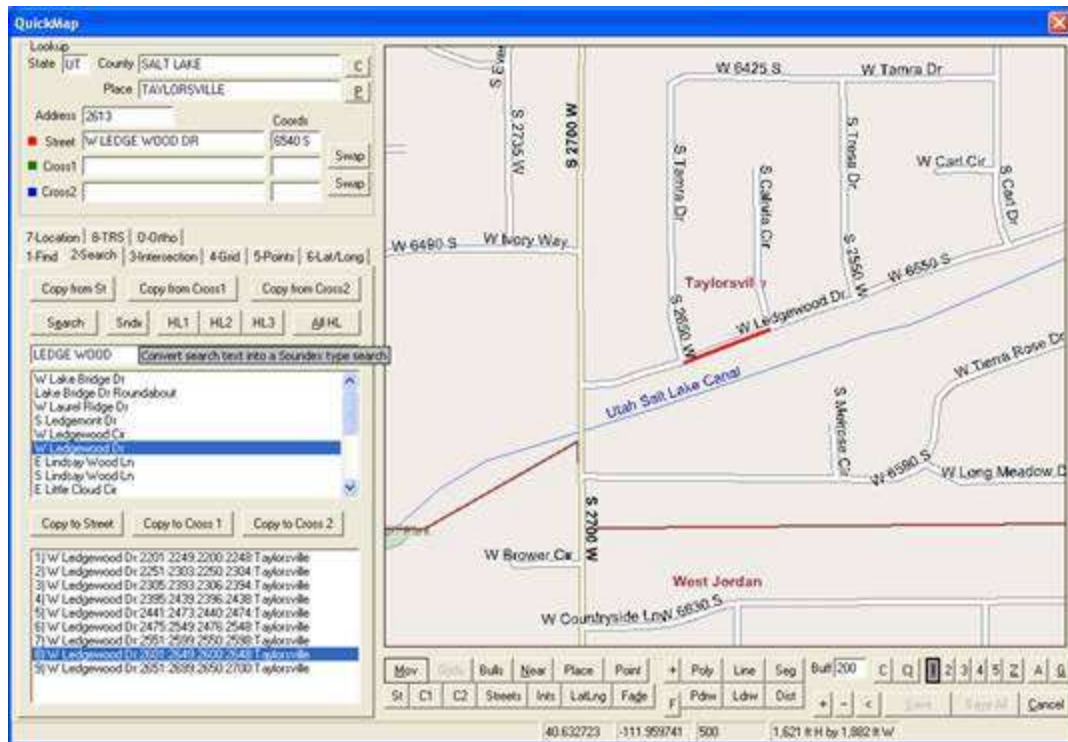 QuickMap
Lookup
State UT County SALT LAKE C
Place TAYLORSVILLE P
Address 2613 Coords
Street W LEDGE WOOD DR 6540 S
Cross1 Swap
Cross2 Swap
7-Location 8-TRS 0-Ortho
1-Find 2-Search 3-Intersection 4-Grid 5-Points 6-Lat/Long
Copy from St Copy from Cross1 Copy from Cross2
Search Sndx HL1 HL2 HL3 All HL
LEDGE WOOD Convert search text into a Soundex type search
W Lake Bridge Dr
Lake Bridge Dr Roundabout
W Laurel Ridge Dr
S Ledgemont Dr
W Ledgewood Cir
W Ledgewood Dr
E Lindsay Wood Ln
S Lindsay Wood Ln
E Little Cloud Cir
Copy to Street Copy to Cross 1 Copy to Cross 2
1) W Ledgewood Dr:2201:2249:2200:2248:Taylorsville
2) W Ledgewood Dr:2251:2303:2250:2304:Taylorsville
3) W Ledgewood Dr:2305:2393:2306:2394:Taylorsville
4) W Ledgewood Dr:2395:2439:2396:2438:Taylorsville
5) W Ledgewood Dr:2441:2473:2440:2474:Taylorsville
6) W Ledgewood Dr:2475:2549:2476:2548:Taylorsville
7) W Ledgewood Dr:2551:2599:2550:2598:Taylorsville
8) W Ledgewood Dr:2601:2649:2600:2648:Taylorsville
9) W Ledgewood Dr:2651:2699:2650:2700:Taylorsville
S 2735 W
S 2700 W
W 6425 S
W Tamra Dr
S Tamra Dr
S Calvia Cir
S Tresa Dr
W Carl Cir
S Carl Dr
W 6490 S
W Ivory Way
S 2550 W
W 6550 S
Taylorsvill
W Ledgewood Dr
S 2650 W
Utah Salt Lake Canal
W Tierra Rose Dr
S Melrose Cir
W 6580 S
W Long Meadow D
S 2700 W
W Brower Cir
West Jordan
W Countryside Ln
W 6630 S
Mov Bulls Near Place Point + Poly Line Seg Buff 200 C Q 1 2 3 4 5 Z A G
St C1 C2 Streets Ints LatLng Fade F Pdrw Ldrw Dist + - < Save Save All Cancel
40.632723 -111.959741 500 1,621 ft H by 1,882 ft W